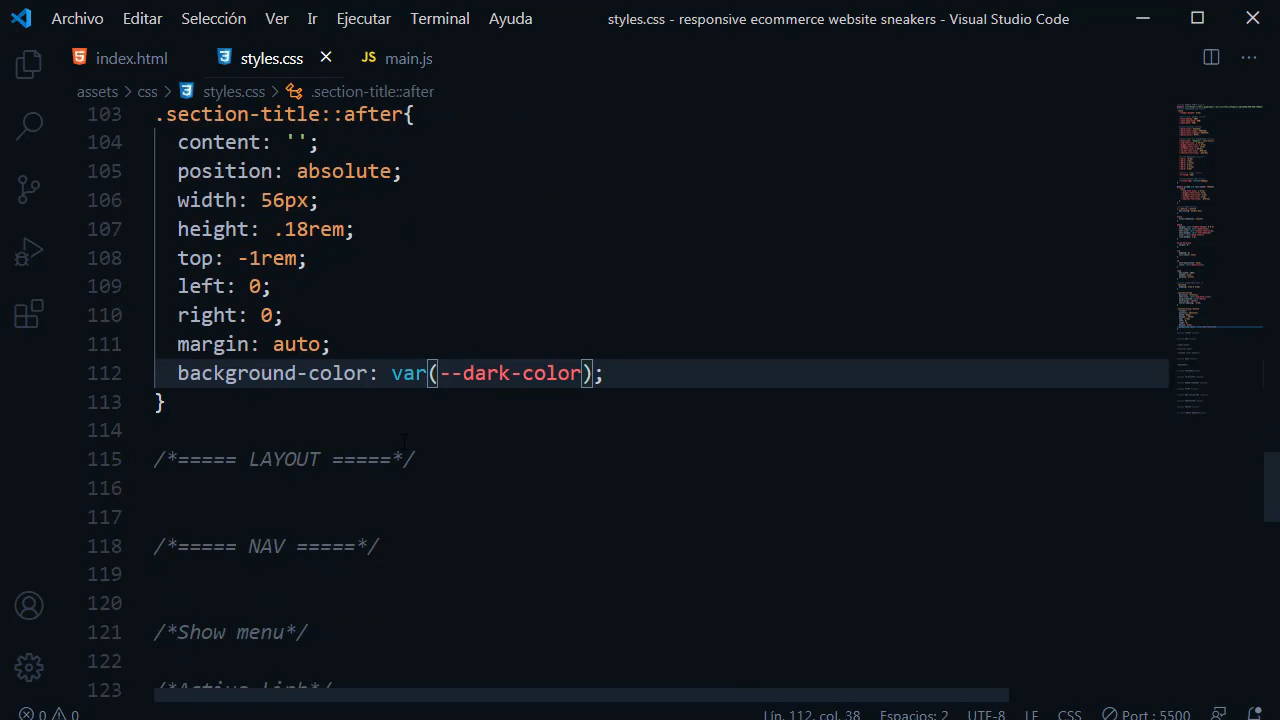 Archivo Editar Selección Ver Ir Ejecutar Terminal Ayuda styles.css - responsive ecommerce website sneakers - Visual Studio Code
index.html styles.css JS main.js
assets > css > styles.css > .section-title::after
103 .section-title::after{
104 content: '';
105 position: absolute;
106 width: 56px;
107 height: .18rem;
108 top: -1rem;
109 left: 0;
110 right: 0;
111 margin: auto;
112 background-color: var(--dark-color);
113 }
114
115 /*===== LAYOUT =====*/
116
117
118 /*===== NAV =====*/
119
120
121 /*Show menu*/
122
123 /*Active link*/
0 0 Lín. 112, col. 38 Espacios: 2 UTF-8 LF CSS Port : 5500